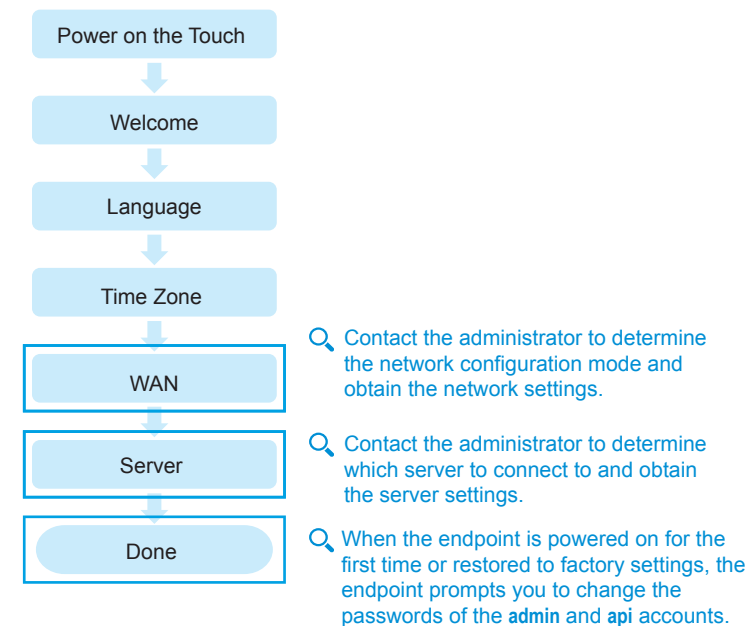 Power on the Touch
Welcome
Language
Time Zone
WAN
Contact the administrator to determine
the network configuration mode and
obtain the network settings.
Server
Contact the administrator to determine
which server to connect to and obtain
the server settings.
Done
When the endpoint is powered on for the
first time or restored to factory settings, the
endpoint prompts you to change the
passwords of the admin and api accounts.